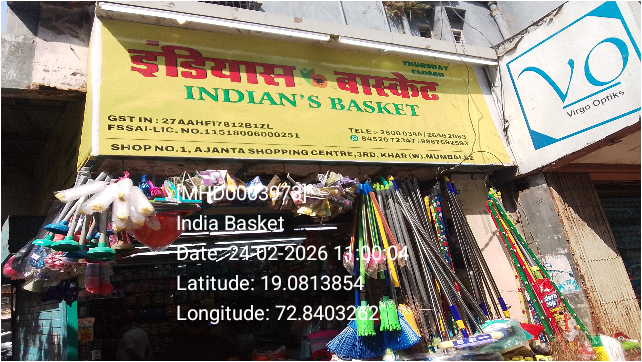 THURSDAY
CLOSED
इंडियास बास्केट
INDIAN'S BASKET
GST IN : 27AAHFI7812B1ZL
FSSAI-LIC. NO.11518006000251
TELE:-
SHOP NO.1, AJANTA SHOPPING CENTRE,3RD, KHAR (W),MUMBAI-52
VO
Virgo Optiks
[MHD0003073]
India Basket
Date: 24-02-2026 11:00:04
Latitude: 19.0813854
Longitude: 72.8403262